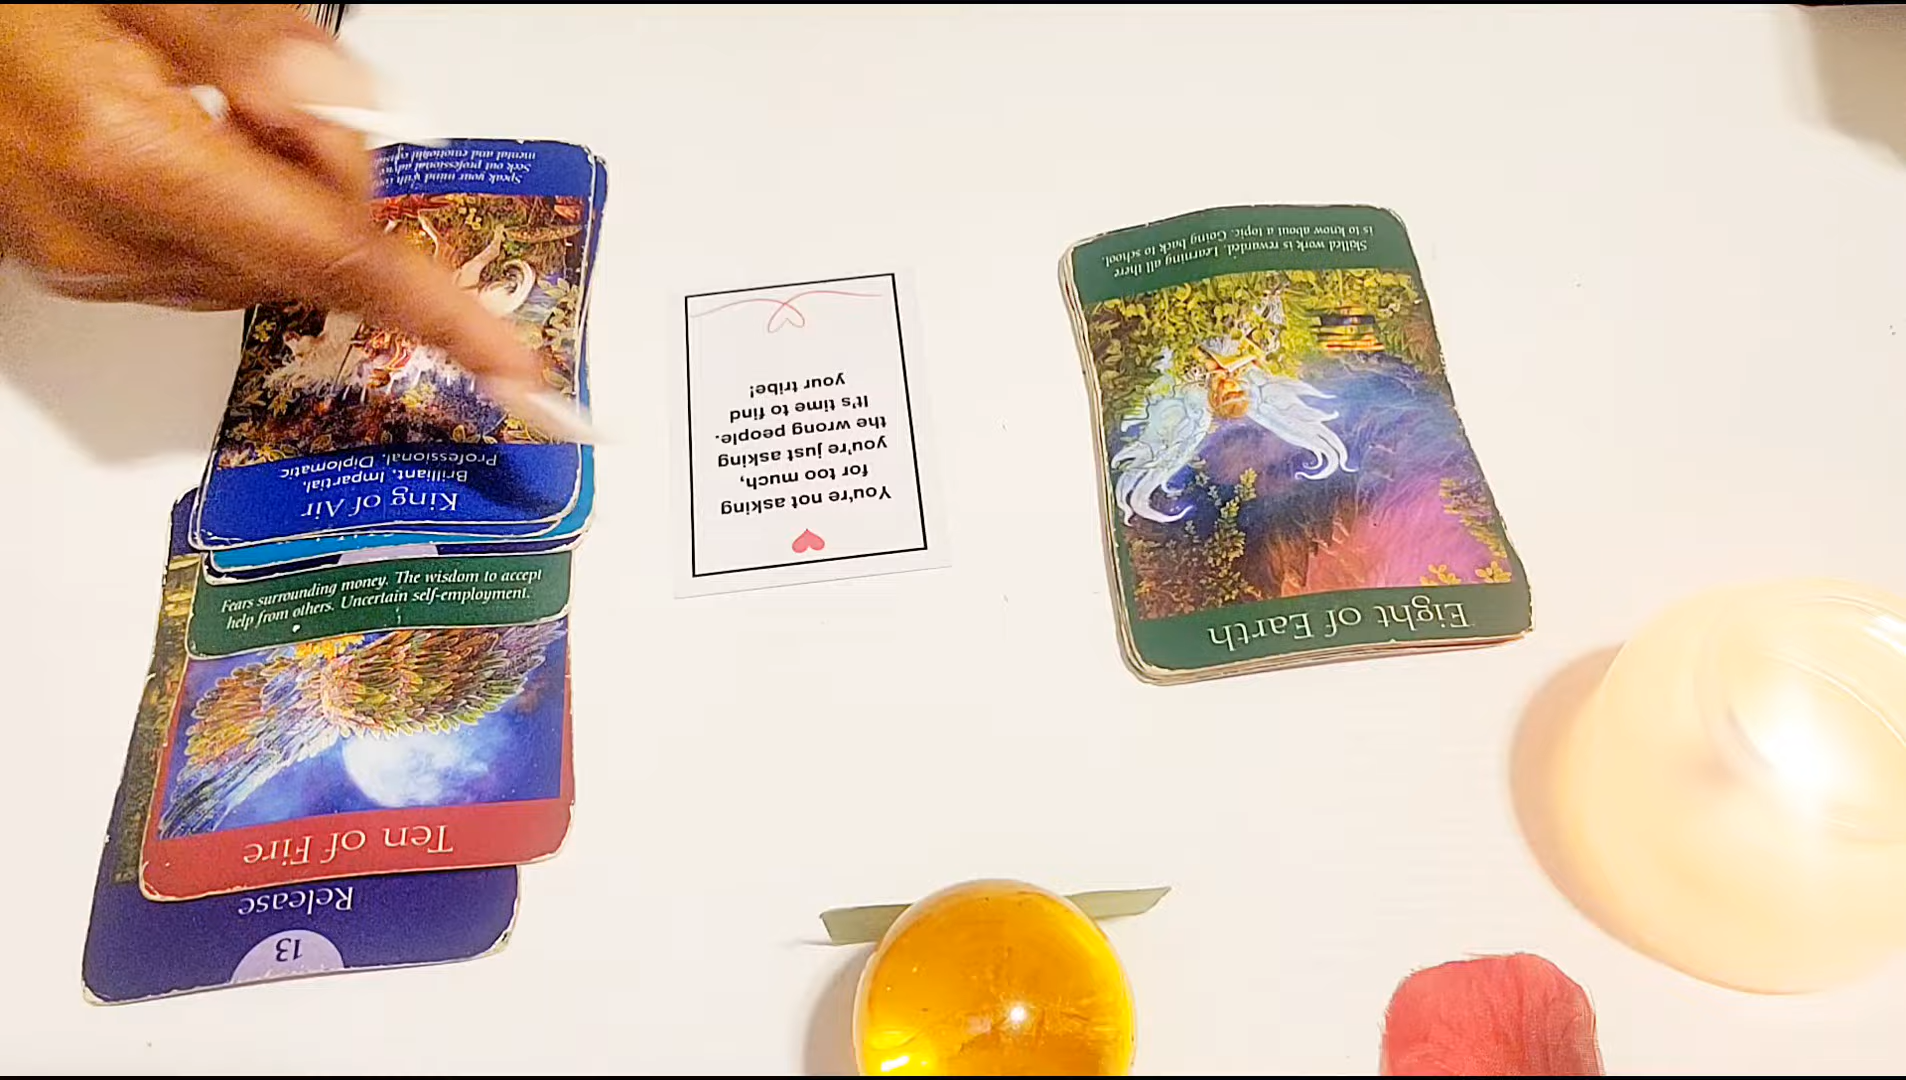 Speak your mind with
Seek out professional
mental and emotional
King of Air
Brilliant. Impartial.
Professional. Diplomatic
Fears surrounding money. The wisdom to accept
help from others. Uncertain self-employment.
Ten of Fire
Release
13
You're not asking
for too much,
you're just asking
the wrong people.
It's time to find
your tribe!
Eight of Earth
Skilled work is rewarded. Learning all there
is to know about a topic. Going back to school.